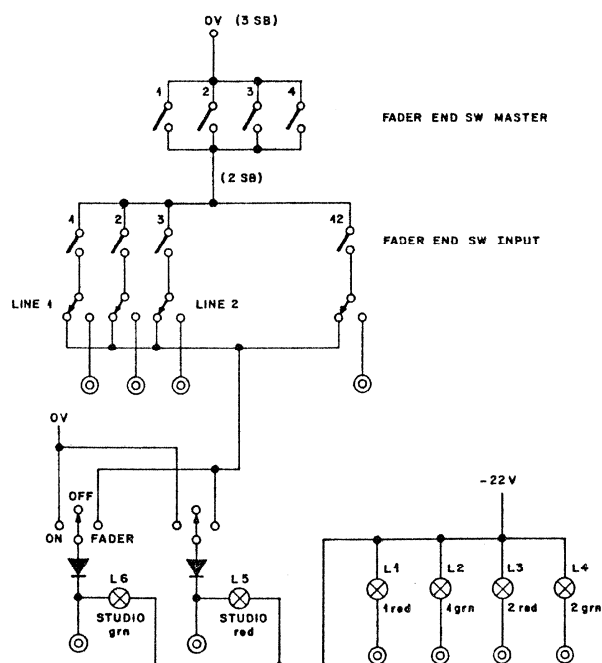 0V (3 SB)
1 2 3 4
FADER END SW MASTER
(2 SB)
1 2 3 12
FADER END SW INPUT
LINE 1
LINE 2
0V
OFF
ON
FADER
-22V
L6
STUDIO
grn
L5
STUDIO
red
L1
1 red
L2
1 grn
L3
2 red
L4
2 grn